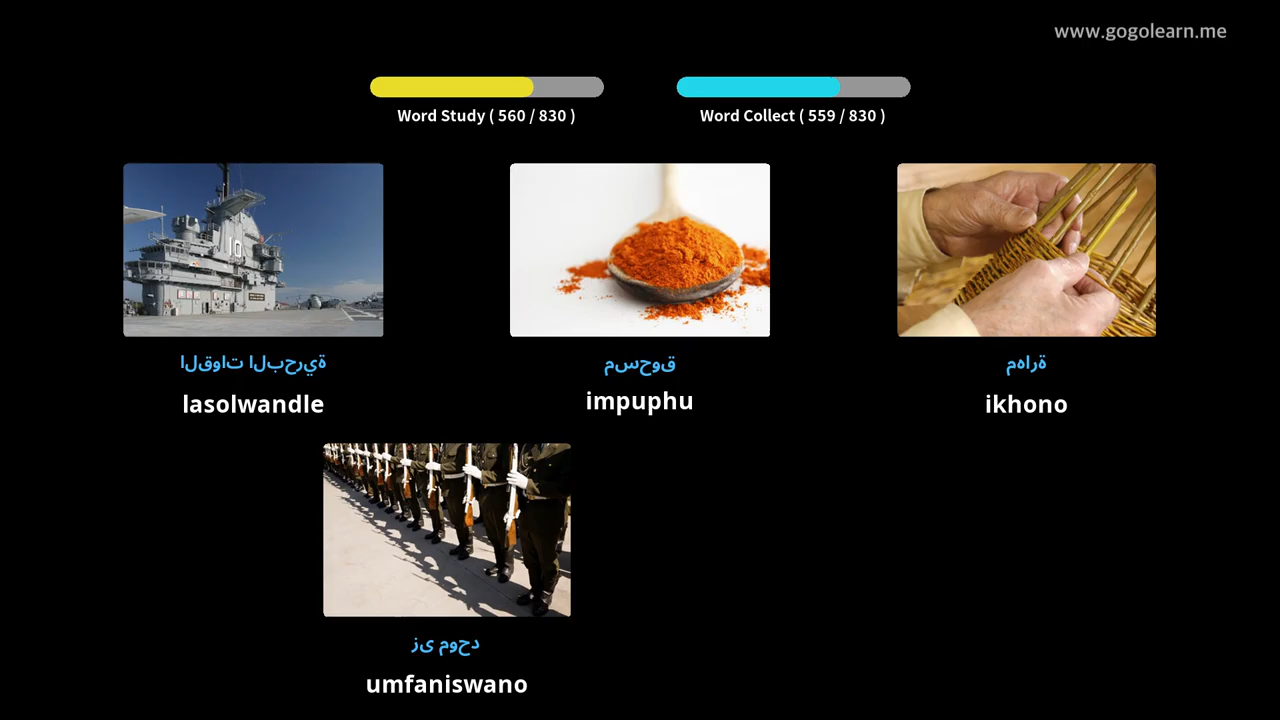 www.gogolearn.me
Word Study ( 560 / 830 )
Word Collect ( 559 / 830 )
القوات البحرية
مسحوق
مهارة
lasolwandle
impuphu
ikhono
زى موحد
umfaniswano